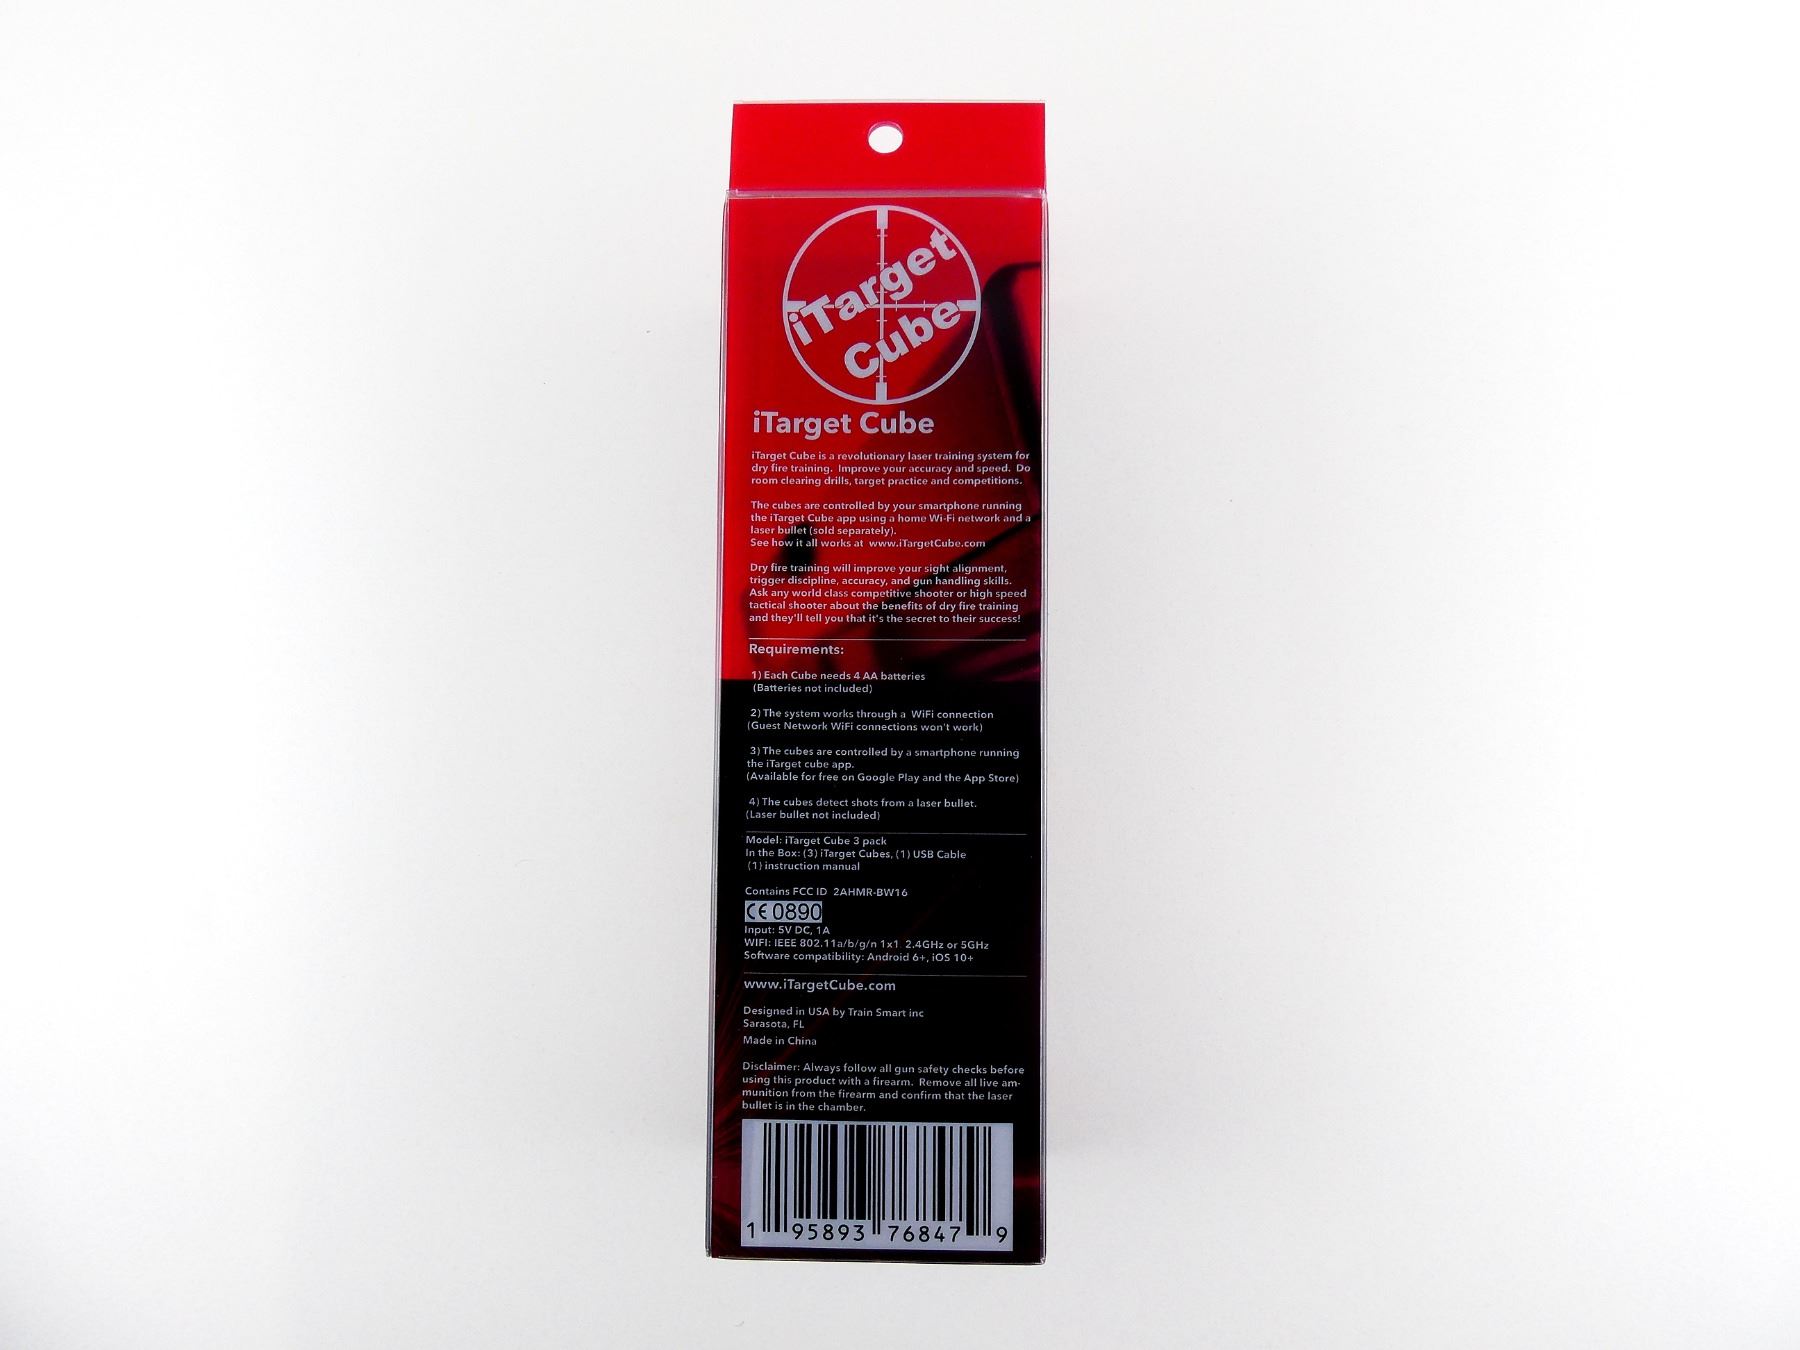 iTarget
Cube
iTarget Cube
iTarget Cube is a revolutionary laser training system for
dry fire training.  Improve your accuracy and speed.  Do
room clearing drills, target practice and competitions.
The cubes are controlled by your smartphone running
the iTarget Cube app using a home Wi-Fi network and a
laser bullet (sold separately).
See how it all works at  www.iTargetCube.com
Dry fire training will improve your sight alignment,
trigger discipline, accuracy, and gun handling skills.
Ask any world class competitive shooter or high speed
tactical shooter about the benefits of dry fire training
and they'll tell you that it's the secret to their success!
Requirements:
1) Each Cube needs 4 AA batteries
(Batteries not included)
2) The system works through a  WiFi connection
(Guest Network WiFi connections won't work)
3) The cubes are controlled by a smartphone running
the iTarget cube app.
(Available for free on Google Play and the App Store)
4) The cubes detect shots from a laser bullet.
(Laser bullet not included)
Model: iTarget Cube 3 pack
In the Box: (3) iTarget Cubes, (1) USB Cable
(1) instruction manual
Contains FCC ID  2AHMR-BW16
CE 0890
Input: 5V DC, 1A
WIFI: IEEE 802.11a/b/g/n 1x1  2.4GHz or 5GHz
Software compatibility: Android 6+, iOS 10+
www.iTargetCube.com
Designed in USA by Train Smart inc
Sarasota, FL
Made in China
Disclaimer: Always follow all gun safety checks before
using this product with a firearm.  Remove all live am-
munition from the firearm and confirm that the laser
bullet is in the chamber.
1 95893 76847 9